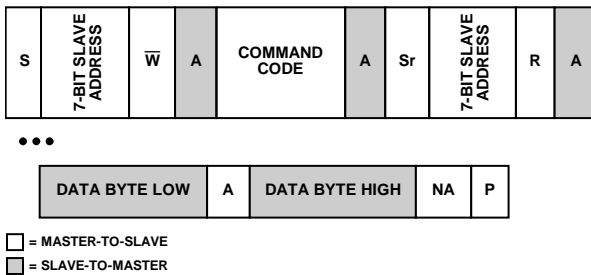 S 7-BIT SLAVE ADDRESS W̅ A COMMAND CODE A Sr 7-BIT SLAVE ADDRESS R A
•••
DATA BYTE LOW A DATA BYTE HIGH NA P
= MASTER-TO-SLAVE
= SLAVE-TO-MASTER